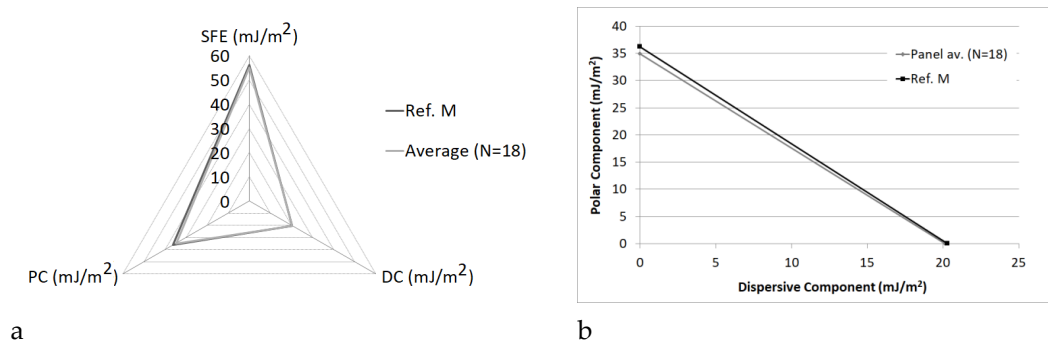 SFE (mJ/m²)
60
50
40
30
20
10
0
Ref. M
Average (N=18)
PC (mJ/m²)
DC (mJ/m²)
a
40
35
30
25
20
15
10
5
0
Polar Component (mJ/m²)
Panel av. (N=18)
Ref. M
0 5 10 15 20 25
Dispersive Component (mJ/m²)
b